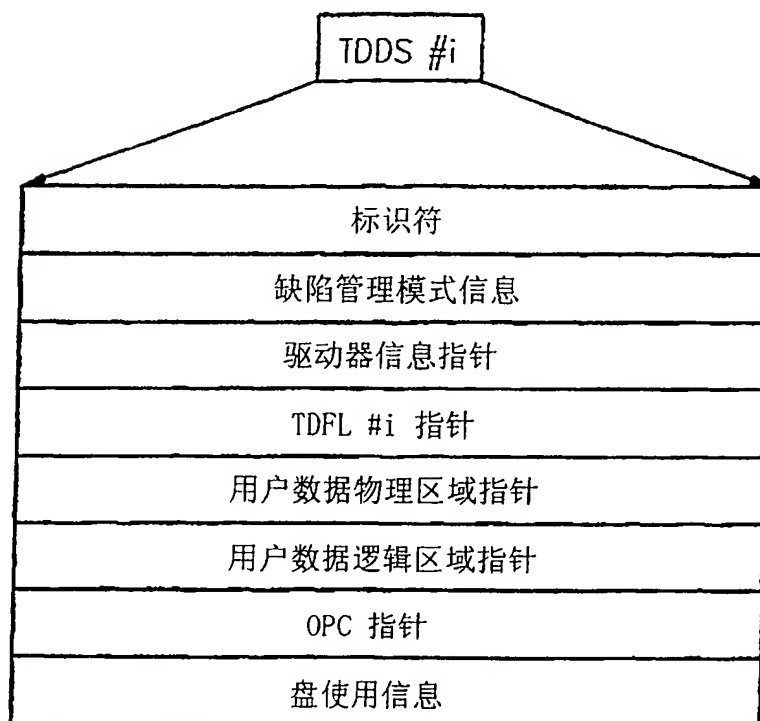 TDDS #i
标识符
缺陷管理模式信息
驱动器信息指针
TDFL #i 指针
用户数据物理区域指针
用户数据逻辑区域指针
OPC 指针
盘使用信息